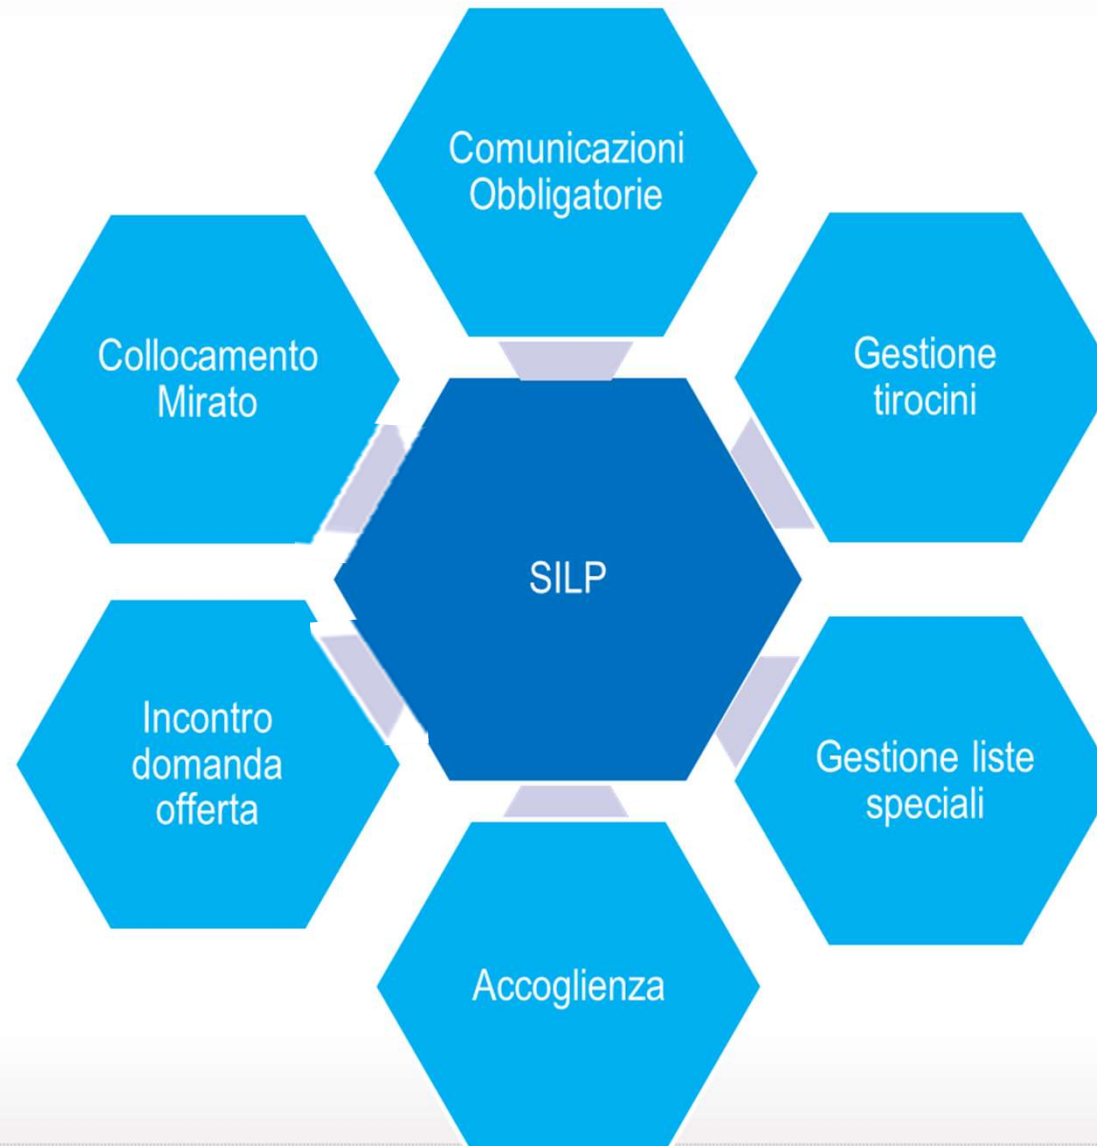 Comunicazioni
Obbligatorie
Collocamento
Mirato
Gestione
tirocini
SILP
Incontro
domanda
offerta
Gestione liste
speciali
Accoglienza